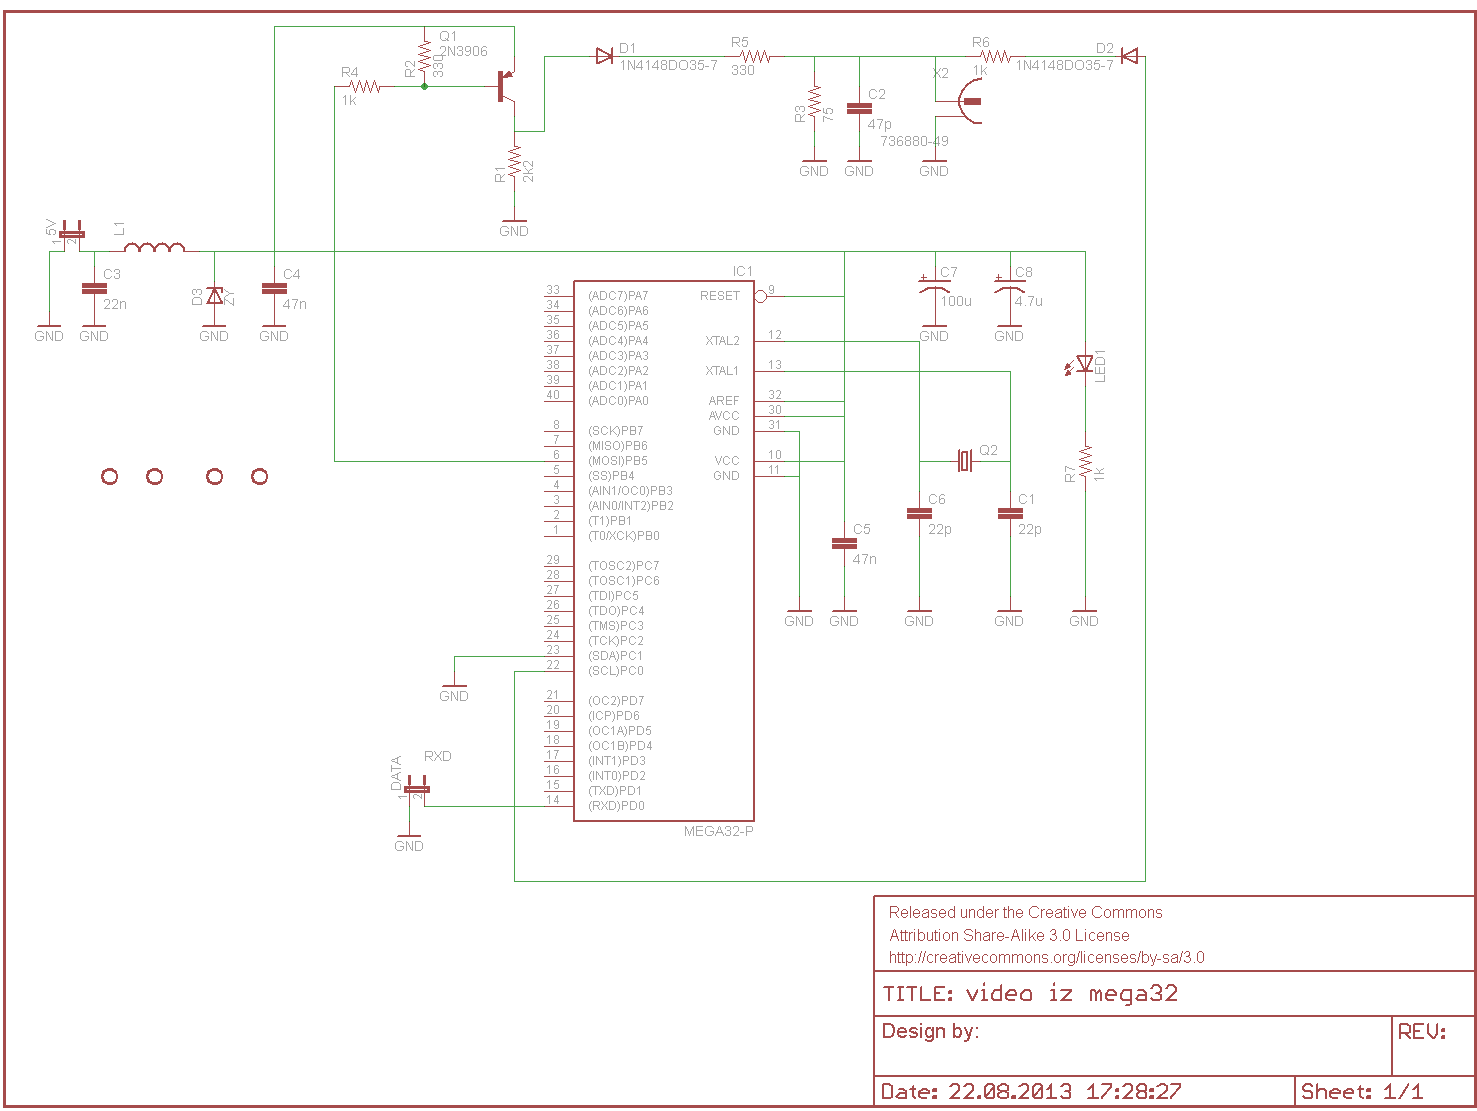 Q1
2N3906
R2
330
R4
1k
D1
1N4148DO35-7
R5
330
R6
1k
D2
1N4148DO35-7
X2
R3
75
C2
47p
736880-49
GND
GND
GND
R1
2k2
GND
5V
1
2
L1
C3
22n
D3
ZY
C4
47n
GND
GND
GND
GND
IC1
C7
100u
C8
4.7u
GND
GND
33 (ADC7)PA7
34 (ADC6)PA6
35 (ADC5)PA5
36 (ADC4)PA4
37 (ADC3)PA3
38 (ADC2)PA2
39 (ADC1)PA1
40 (ADC0)PA0
8 (SCK)PB7
7 (MISO)PB6
6 (MOSI)PB5
5 (SS)PB4
4 (AIN1/OC0)PB3
3 (AIN0/INT2)PB2
2 (T1)PB1
1 (T0/XCK)PB0
29 (TOSC2)PC7
28 (TOSC1)PC6
27 (TDI)PC5
26 (TDO)PC4
25 (TMS)PC3
24 (TCK)PC2
23 (SDA)PC1
22 (SCL)PC0
21 (OC2)PD7
20 (ICP)PD6
19 (OC1A)PD5
18 (OC1B)PD4
17 (INT1)PD3
16 (INT0)PD2
15 (TXD)PD1
14 (RXD)PD0
RESET 9
XTAL2 12
XTAL1 13
AREF 32
AVCC 30
GND 31
VCC 10
GND 11
MEGA32-P
LED1
R7
1k
Q2
C6
22p
C1
22p
C5
47n
GND
GND
GND
GND
GND
GND
DATA
RXD
1
2
GND
Released under the Creative Commons
Attribution Share-Alike 3.0 License
http://creativecommons.org/licenses/by-sa/3.0
TITLE: video iz mega32
Design by:
REV:
Date: 22.08.2013 17:28:27
Sheet: 1/1